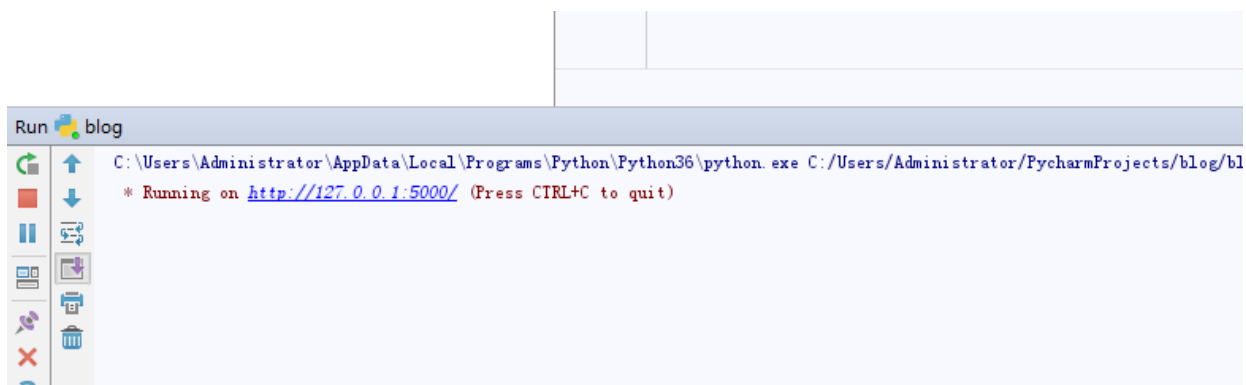 Run blog
C:\Users\Administrator\AppData\Local\Programs\Python\Python36\python.exe C:/Users/Administrator/PycharmProjects/blog/bl
* Running on http://127.0.0.1:5000/ (Press CTRL+C to quit)